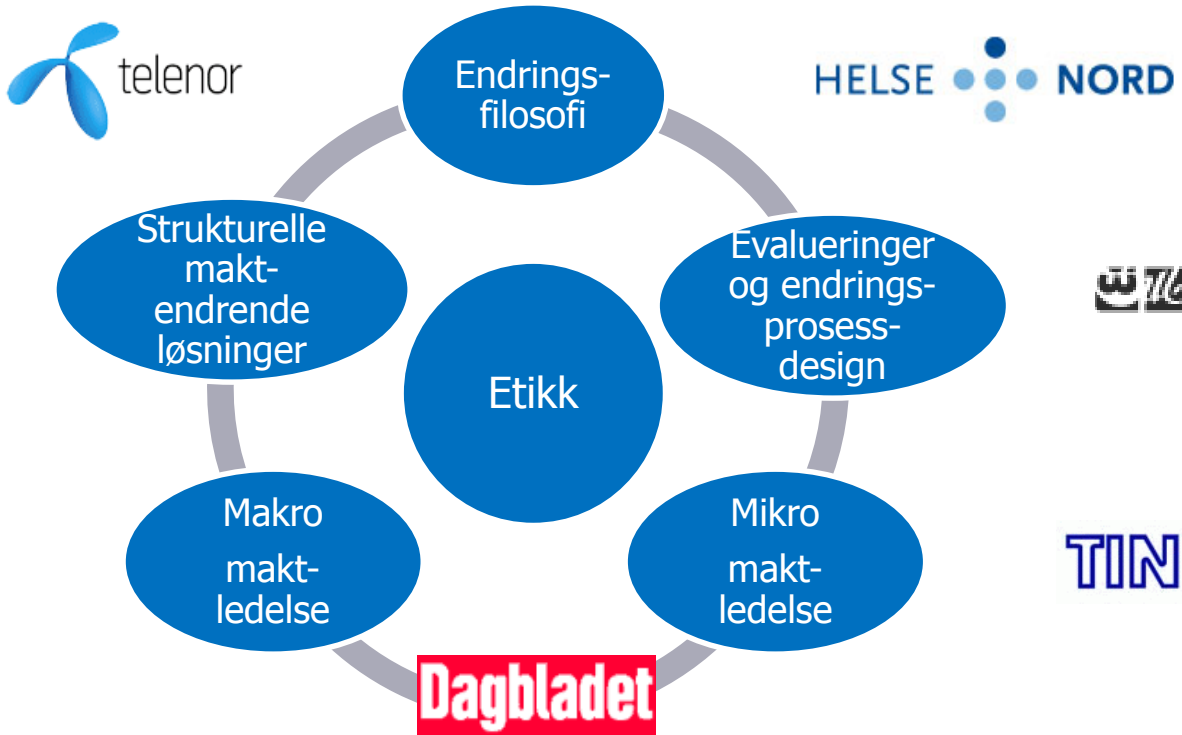 telenor
Endrings-
filosofi
HELSE NORD
Strukturelle
makt-
endrende
løsninger
Evalueringer
og endrings-
prosess-
design
Etikk
Makro
makt-
ledelse
Mikro
makt-
ledelse
TIN
Dagbladet